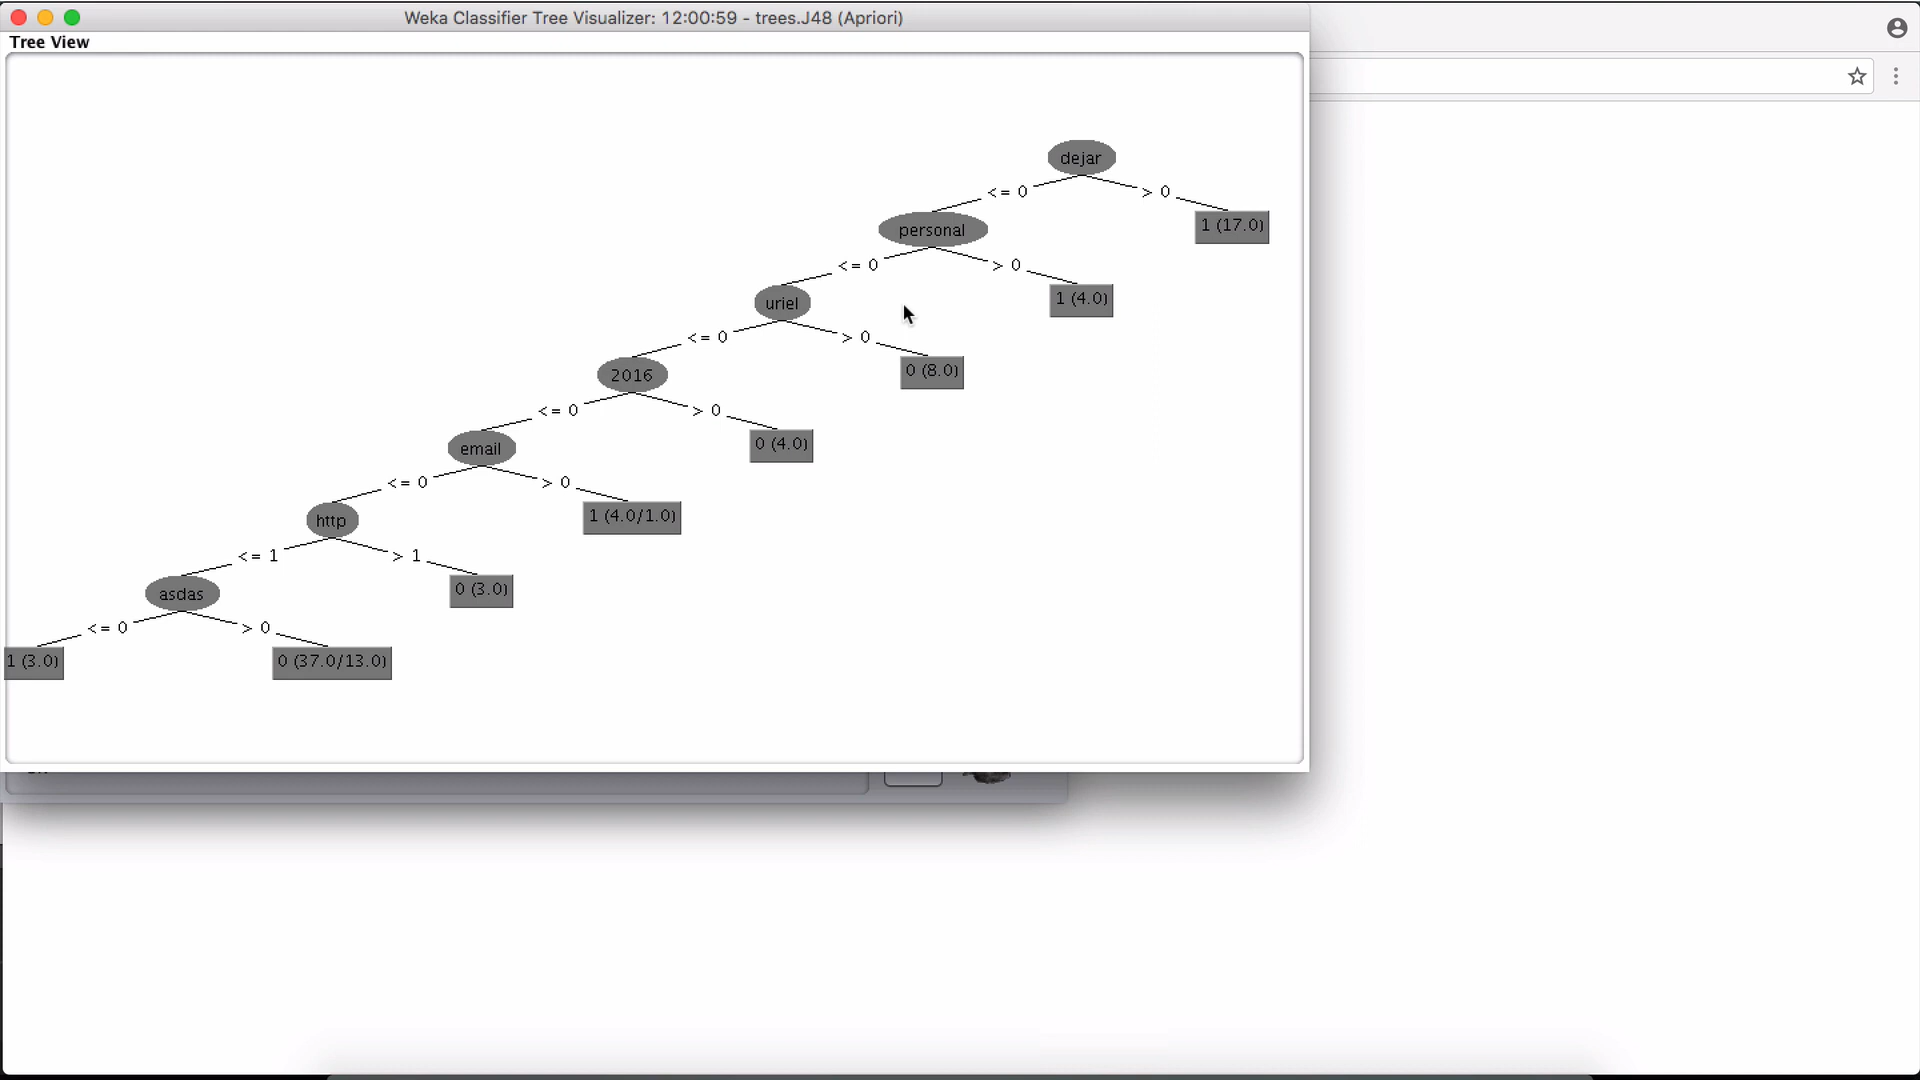 Weka Classifier Tree Visualizer: 12:00:59 - trees.J48 (Apriori)
Tree View
dejar
<= 0
> 0
personal
1 (17.0)
<= 0
> 0
uriel
1 (4.0)
<= 0
> 0
2016
0 (8.0)
<= 0
> 0
email
0 (4.0)
<= 0
> 0
http
1 (4.0/1.0)
<= 1
> 1
asdas
0 (3.0)
<= 0
> 0
1 (3.0)
0 (37.0/13.0)